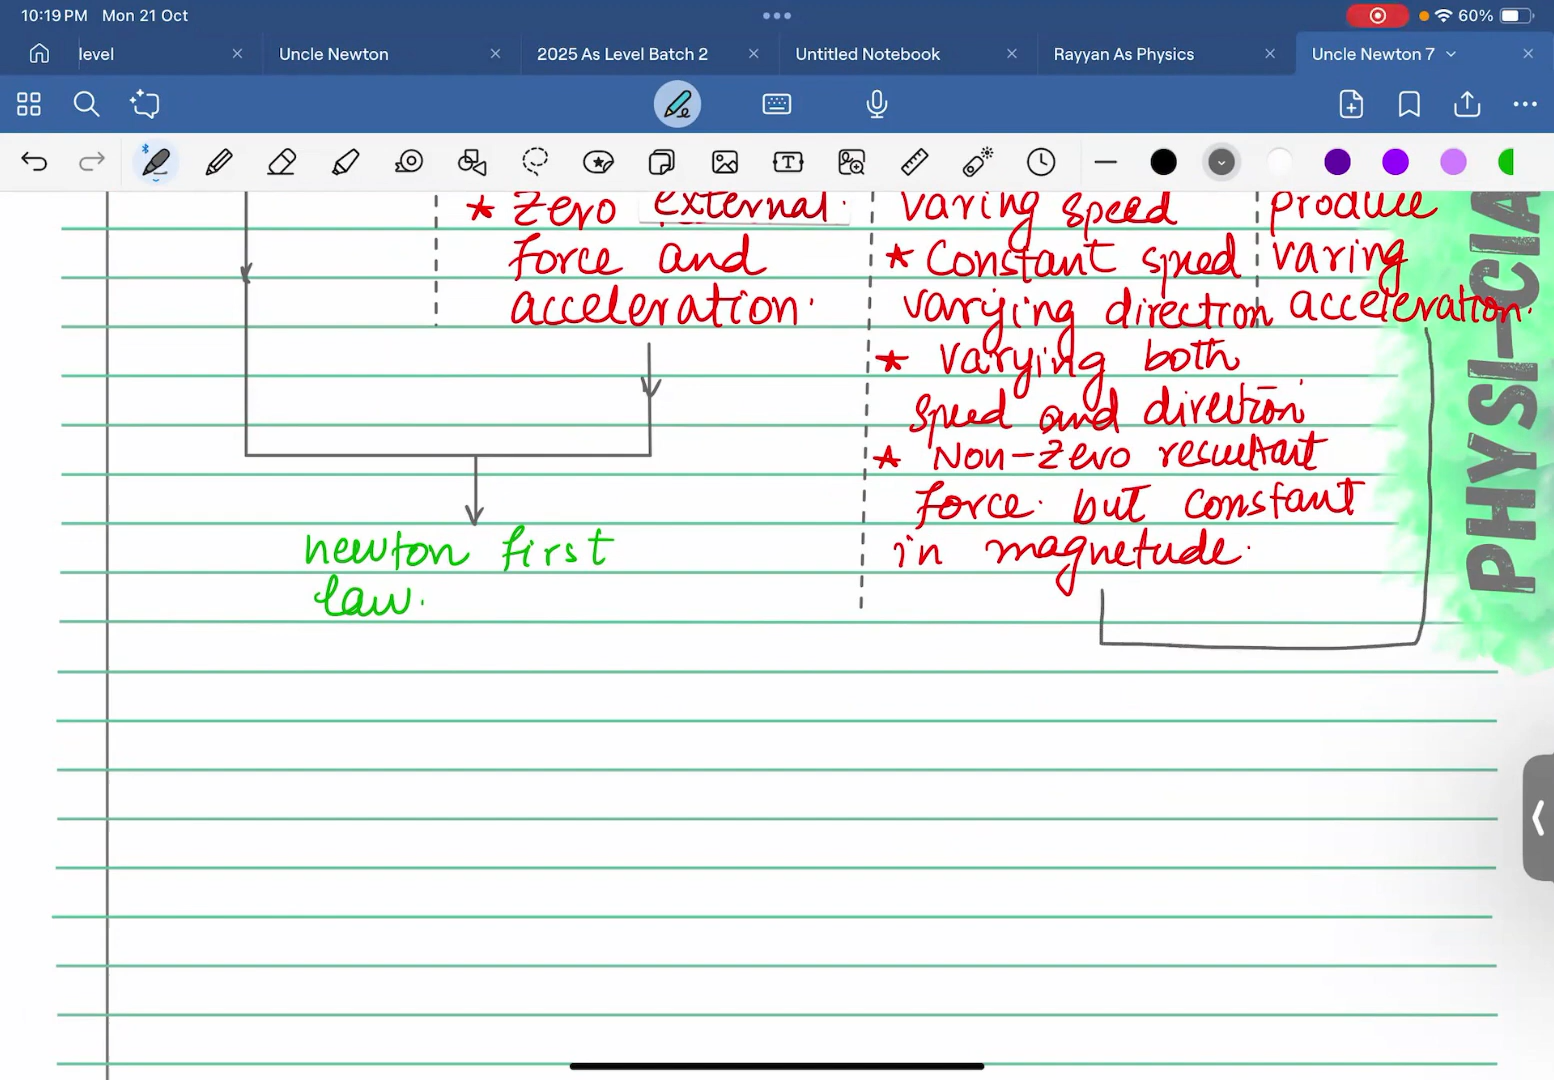 10:19 PM Mon 21 Oct
60%
level
Uncle Newton
2025 As Level Batch 2
Untitled Notebook
Rayyan As Physics
Uncle Newton 7
* Zero external.
force and
acceleration.
varing speed
* Constant speed
varying direction
* varying both
speed and direction
* Non-Zero resultant
force. but constant
in magnetude.
produce
varing
acceleration.
newton first
law.
PHYSI-CIA